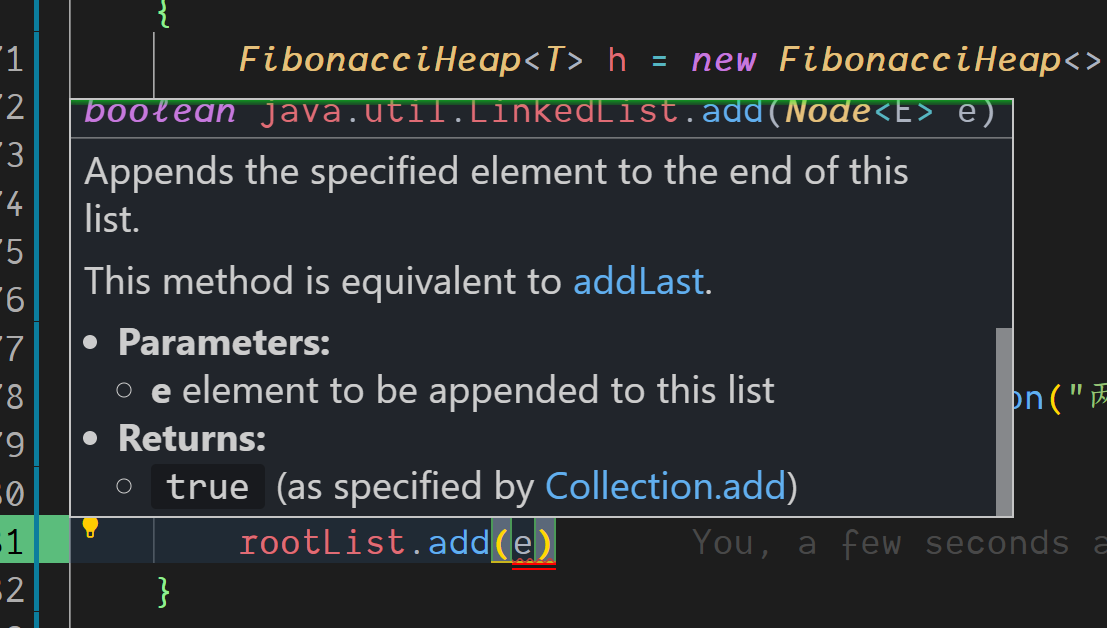 {
71 FibonacciHeap<T> h = new FibonacciHeap<>
72 boolean java.util.LinkedList.add(Node<E> e)
73 Appends the specified element to the end of this
74 list.
75
76 This method is equivalent to addLast.
77 Parameters:
78 e element to be appended to this list on("两
79 Returns:
80 true (as specified by Collection.add)
81 rootList.add(e) You, a few seconds a
82 }